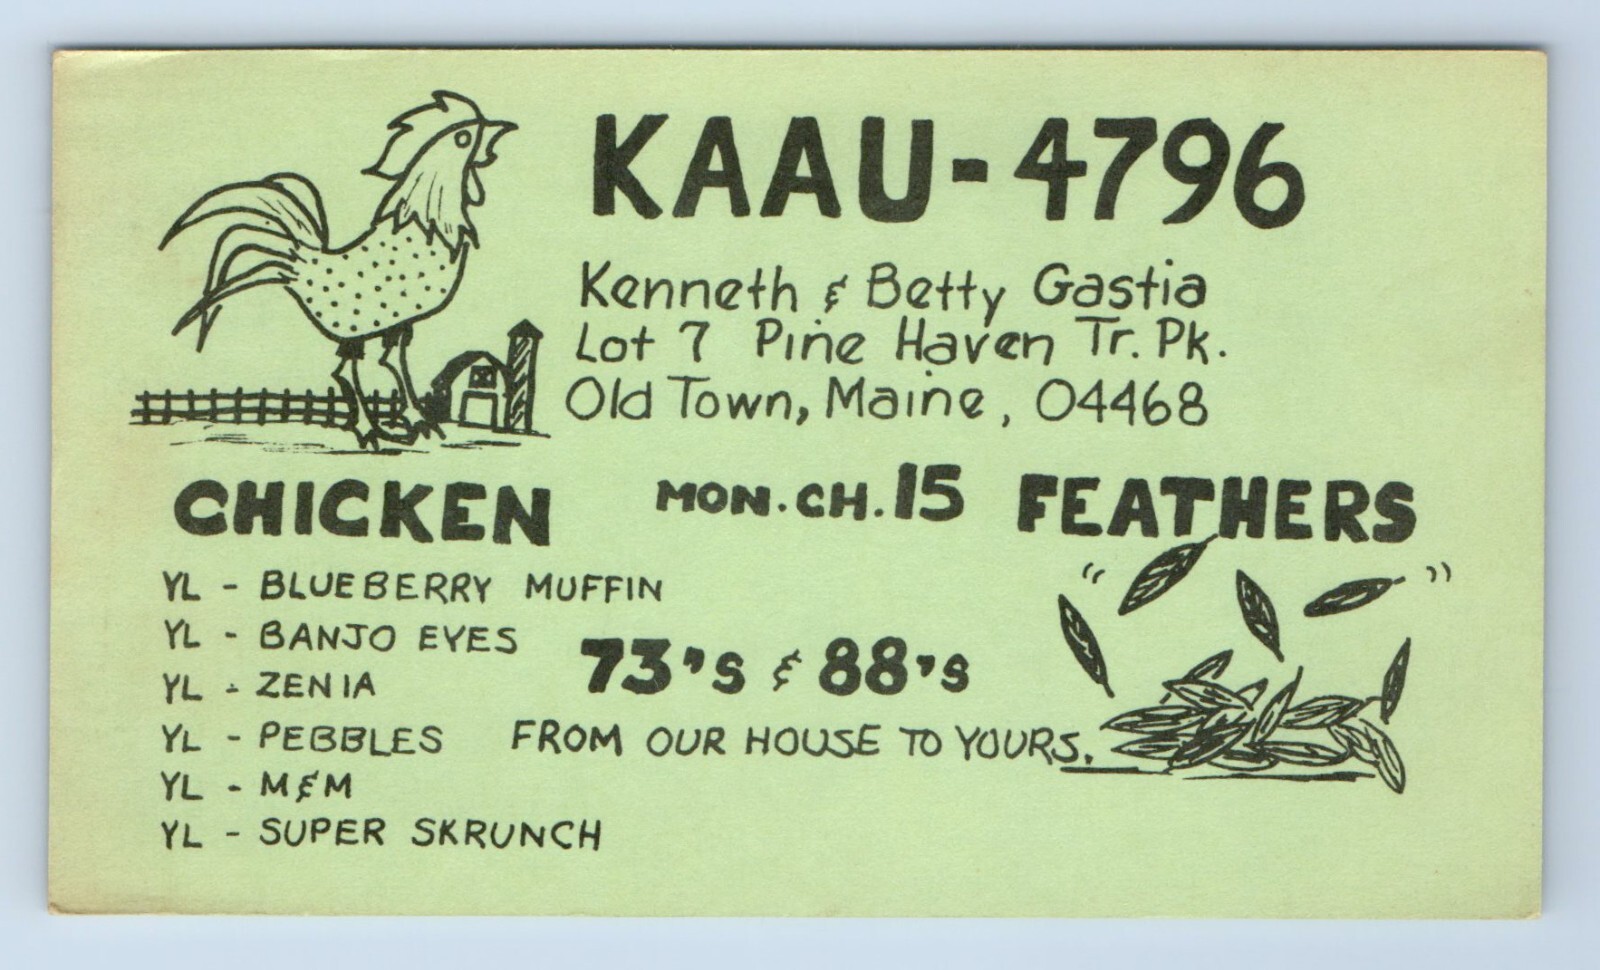 KAAU-4796
Kenneth & Betty Gastia
Lot 7 Pine Haven Tr. Pk.
Old Town, Maine, 04468
CHICKEN MON. CH. 15 FEATHERS
YL - BLUEBERRY MUFFIN
YL - BANJO EYES
YL - ZENIA
YL - PEBBLES
YL - M&M
YL - SUPER SKRUNCH
73's & 88's
FROM OUR HOUSE TO YOURS.